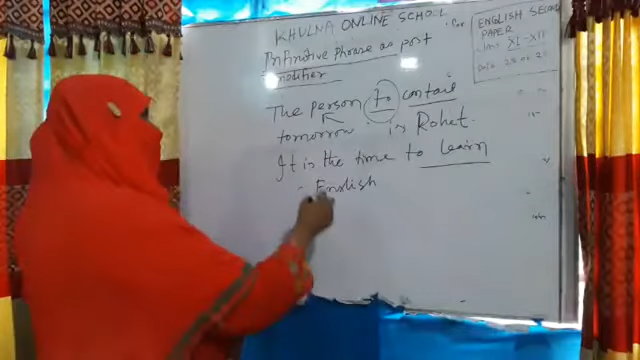 KHULNA ONLINE SCHOOL
Infinitive Phrase as post
modifier
The person to contact
tomorrow is Rohet.
It is the time to learn
English
For
ENGLISH SECOND
PAPER
Class: XI-XII